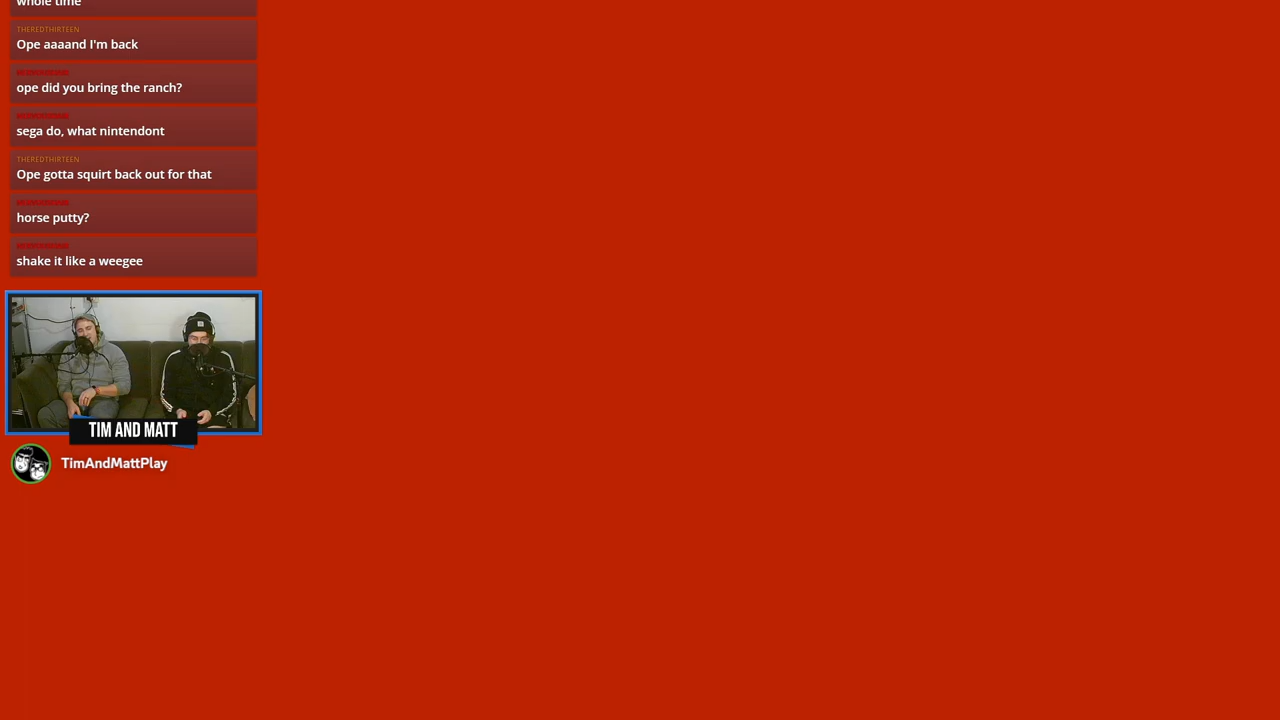 whole time
THEREDTHIRTEEN
Ope aaaand I'm back
ope did you bring the ranch?
sega do, what nintendont
THEREDTHIRTEEN
Ope gotta squirt back out for that
horse putty?
shake it like a weegee
TIM AND MATT
TimAndMattPlay